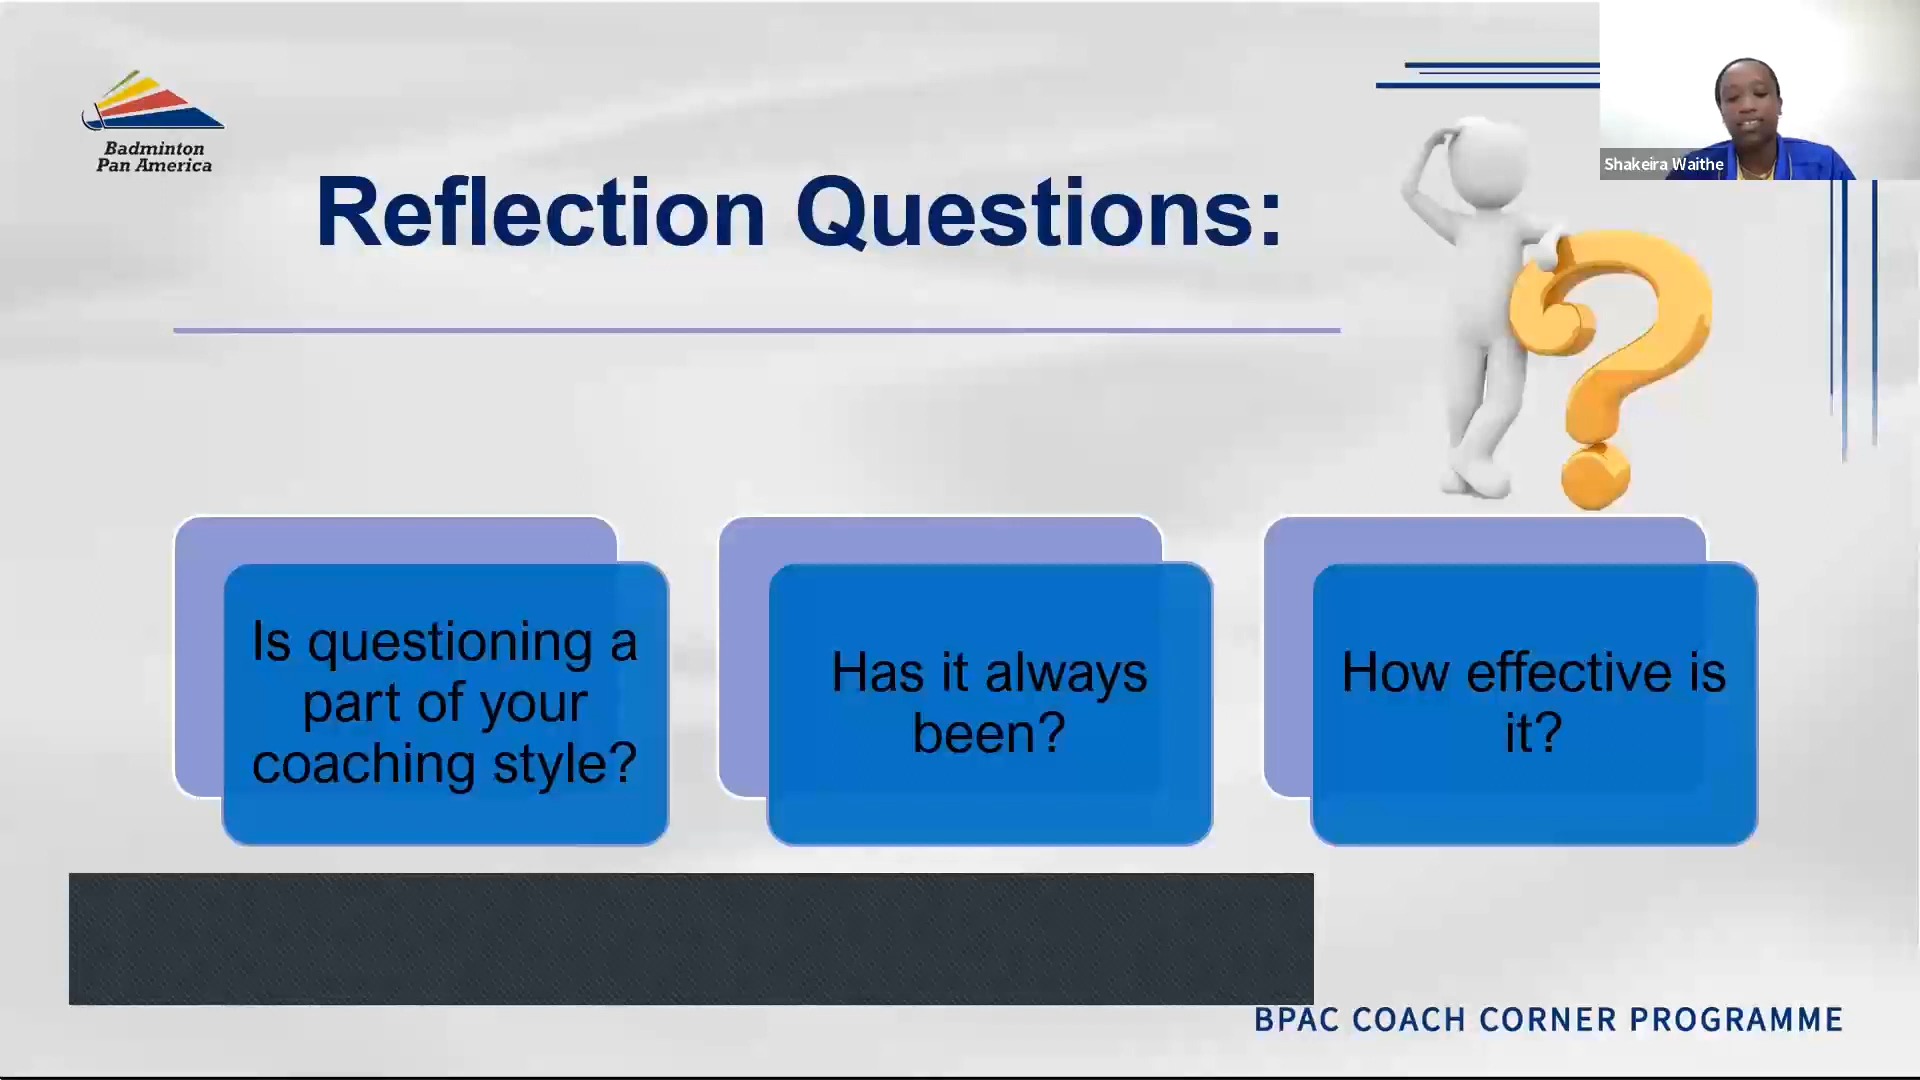 Badminton
Pan America
Shakeira Waithe
Reflection Questions:
Is questioning a
part of your
coaching style?
Has it always
been?
How effective is
it?
BPAC COACH CORNER PROGRAMME